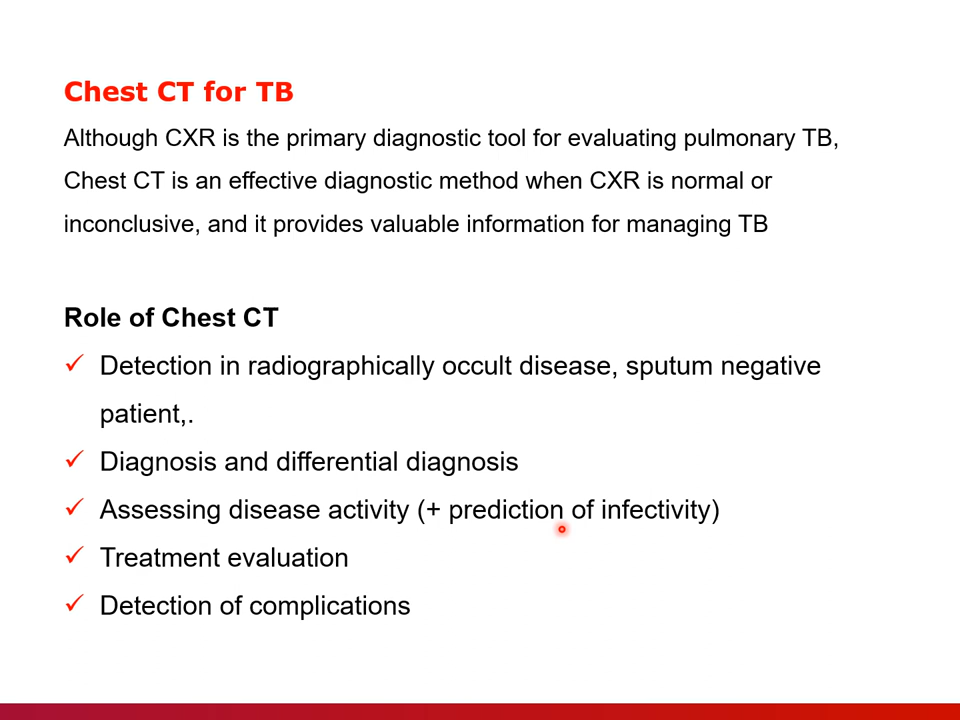 Chest CT for TB
Although CXR is the primary diagnostic tool for evaluating pulmonary TB,
Chest CT is an effective diagnostic method when CXR is normal or
inconclusive, and it provides valuable information for managing TB
Role of Chest CT
✓ Detection in radiographically occult disease, sputum negative
patient,.
✓ Diagnosis and differential diagnosis
✓ Assessing disease activity (+ prediction of infectivity)
✓ Treatment evaluation
✓ Detection of complications